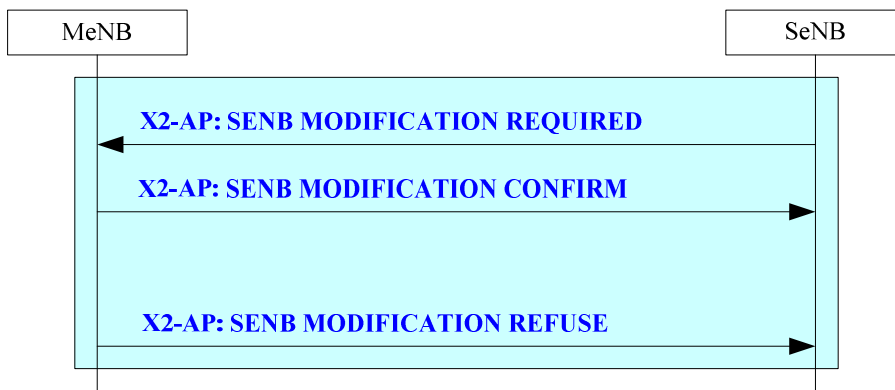 MeNB
SeNB
X2-AP: SENB MODIFICATION REQUIRED
X2-AP: SENB MODIFICATION CONFIRM
X2-AP: SENB MODIFICATION REFUSE